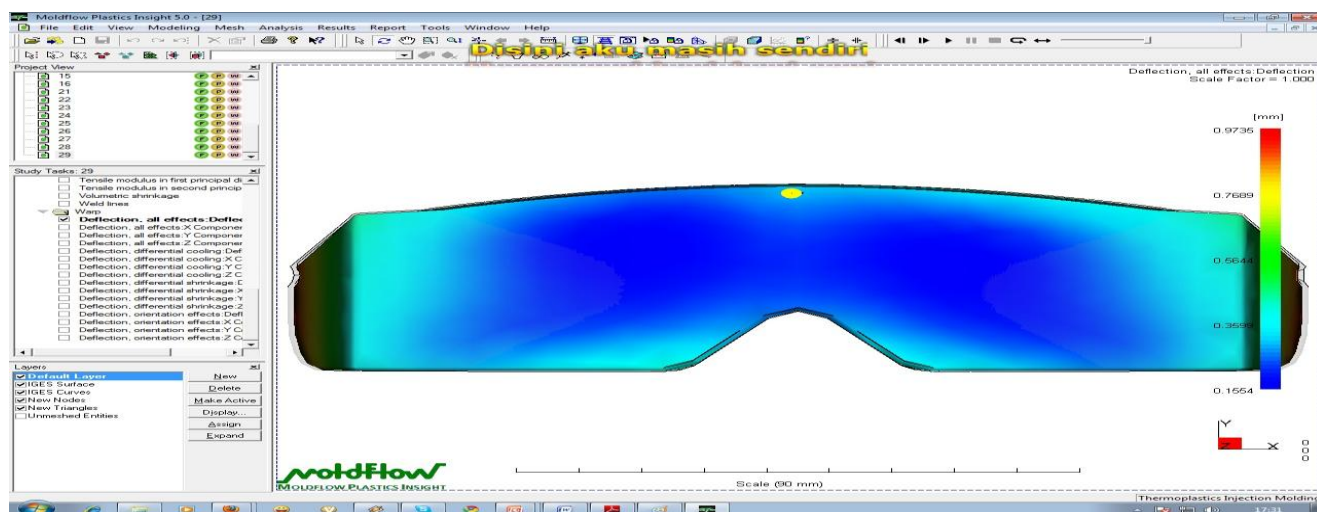 Moldflow Plastics Insight 5.0 - [29]
File Edit View Modeling Mesh Analysis Results Report Tools Window Help
Disini aku masih sendiri
Project View
15
16
21
22
23
24
25
26
27
28
29
Study Tasks: 29
Tensile modulus in first principal di
Tensile modulus in second princip
Volumetric shrinkage
Weld lines
Warp
Deflection, all effects:Deflec
Deflection, all effects:X Componer
Deflection, all effects:Y Componer
Deflection, all effects:Z Componer
Deflection, differential cooling:Def
Deflection, differential cooling:X C
Deflection, differential cooling:Y C
Deflection, differential cooling:Z C
Deflection, differential shrinkage:D
Deflection, differential shrinkage:X
Deflection, differential shrinkage:Y
Deflection, differential shrinkage:Z
Deflection, orientation effects:Defl
Deflection, orientation effects:X C
Deflection, orientation effects:Y C
Deflection, orientation effects:Z C
Layers
Default Layer
IGES Surface
IGES Curves
New Nodes
New Triangles
Unmeshed Entities
New
Delete
Make Active
Display...
Assign
Expand
Deflection, all effects:Deflection
Scale Factor = 1.000
[mm]
0.9735
0.7689
0.5644
0.3599
0.1554
Y
Z X
moldflow
MOLDFLOW PLASTICS INSIGHT
Scale (90 mm)
Thermoplastics Injection Molding
17:31